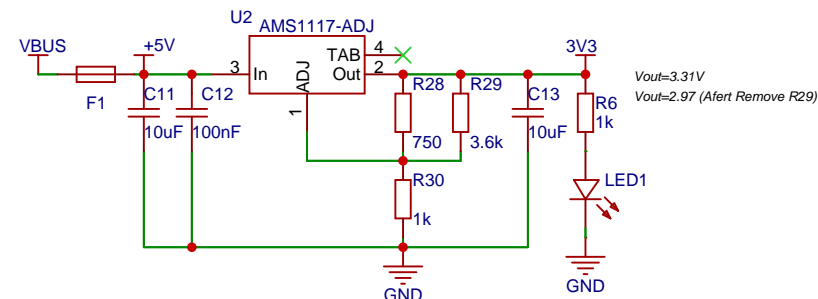 U2 AMS1117-ADJ
VBUS
+5V
TAB 4
3V3
3 In
Out 2
ADJ
1
F1
C11
10uF
C12
100nF
R28
750
R29
3.6k
C13
10uF
R6
1k
Vout=3.31V
Vout=2.97 (Afert Remove R29)
R30
1k
LED1
GND
GND